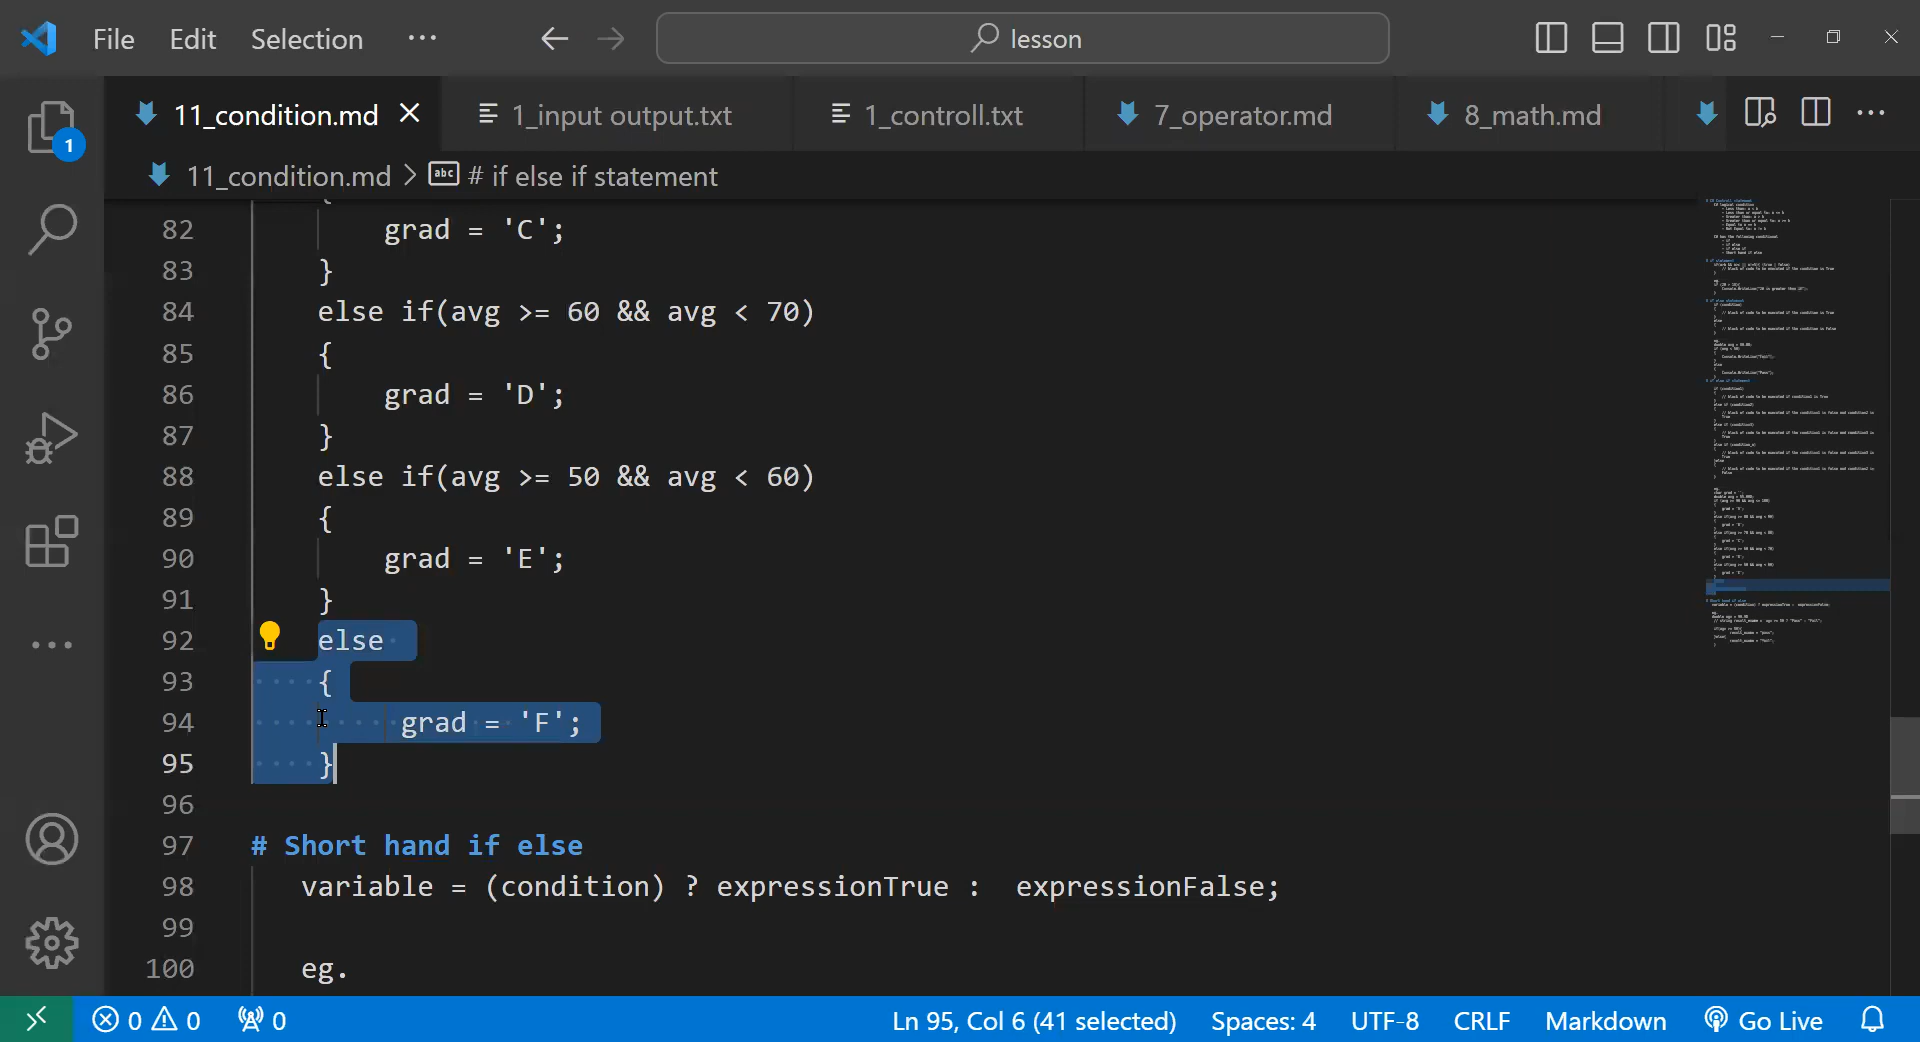 File Edit Selection ··· lesson
11_condition.md 1_input output.txt 1_controll.txt 7_operator.md 8_math.md
11_condition.md > # if else if statement
{
82 grad = 'C';
83 }
84 else if(avg >= 60 && avg < 70)
85 {
86 grad = 'D';
87 }
88 else if(avg >= 50 && avg < 60)
89 {
90 grad = 'E';
91 }
92 else
93 {
94 grad = 'F';
95 }
96
97 # Short hand if else
98 variable = (condition) ? expressionTrue :  expressionFalse;
99
100 eg.
1
0 0 0 Ln 95, Col 6 (41 selected) Spaces: 4 UTF-8 CRLF Markdown Go Live